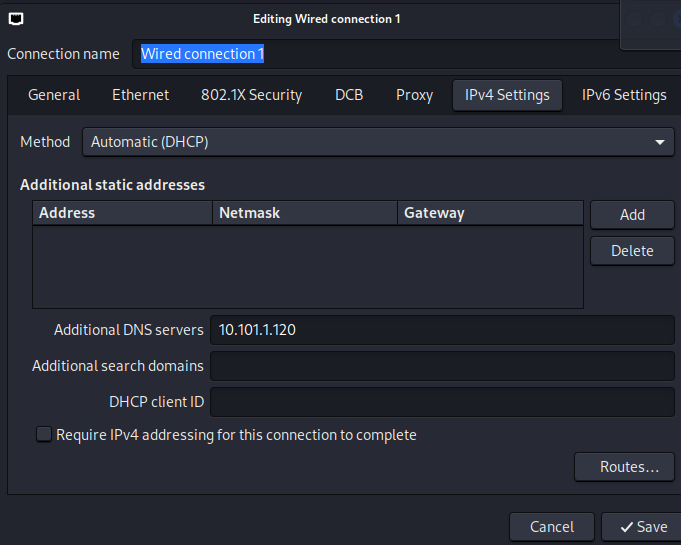 Editing Wired connection 1
Connection name Wired connection 1
General Ethernet 802.1X Security DCB Proxy IPv4 Settings IPv6 Settings
Method Automatic (DHCP)
Additional static addresses
Address Netmask Gateway
Add
Delete
Additional DNS servers 10.101.1.120
Additional search domains
DHCP client ID
Require IPv4 addressing for this connection to complete
Routes...
Cancel Save